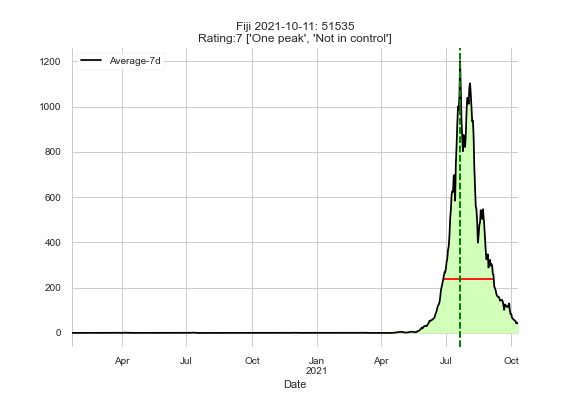 Fiji 2021-10-11: 51535
Rating:7 ['One peak', 'Not in control']
Average-7d
1200
1000
800
600
400
200
0
Apr
Jul
Oct
Jan
2021
Apr
Jul
Oct
Date